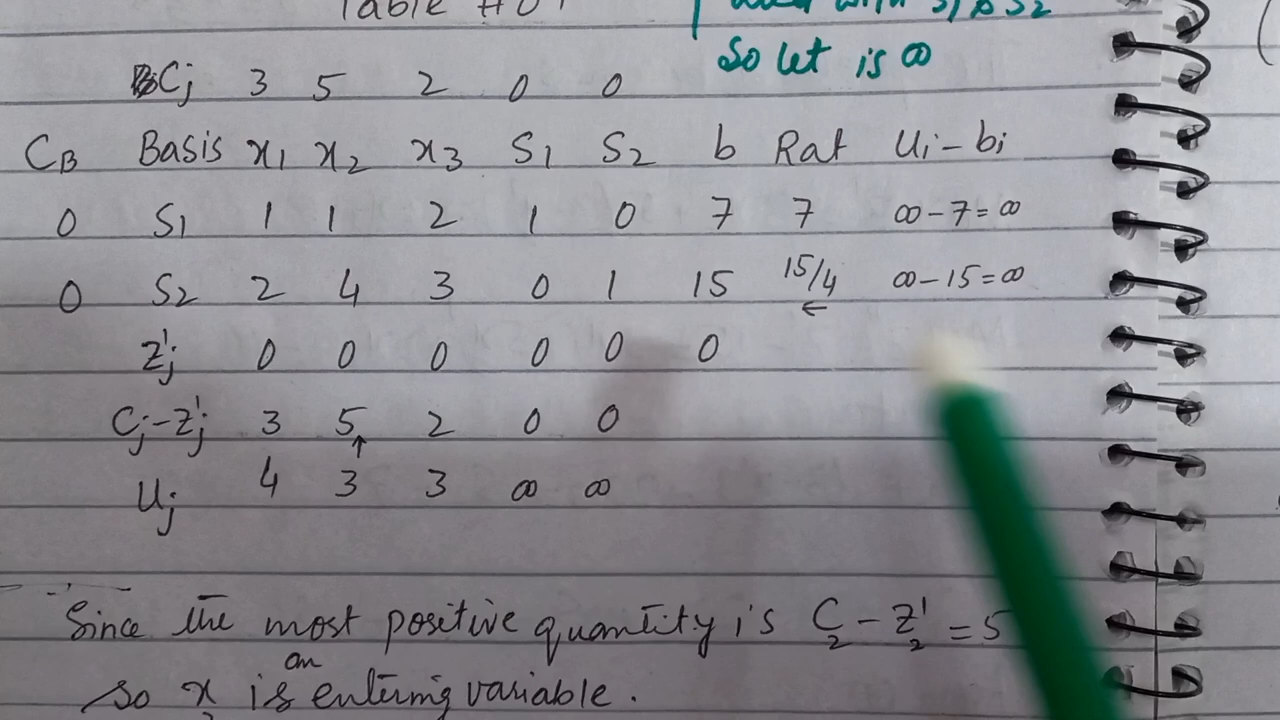 Table #01
So let is ∞
Cj 3 5 2 0 0
CB Basis x1 x2 x3 S1 S2 b Rat Ui-bi
0 S1 1 1 2 1 0 7 7 ∞-7=∞
0 S2 2 4 3 0 1 15 15/4 ∞-15=∞
←
Z'j 0 0 0 0 0 0
Cj-Z'j 3 5 2 0 0
↑
Uj 4 3 3 ∞ ∞
Since the most positive quantity is C2-Z'2=5
so x2 is an entering variable.